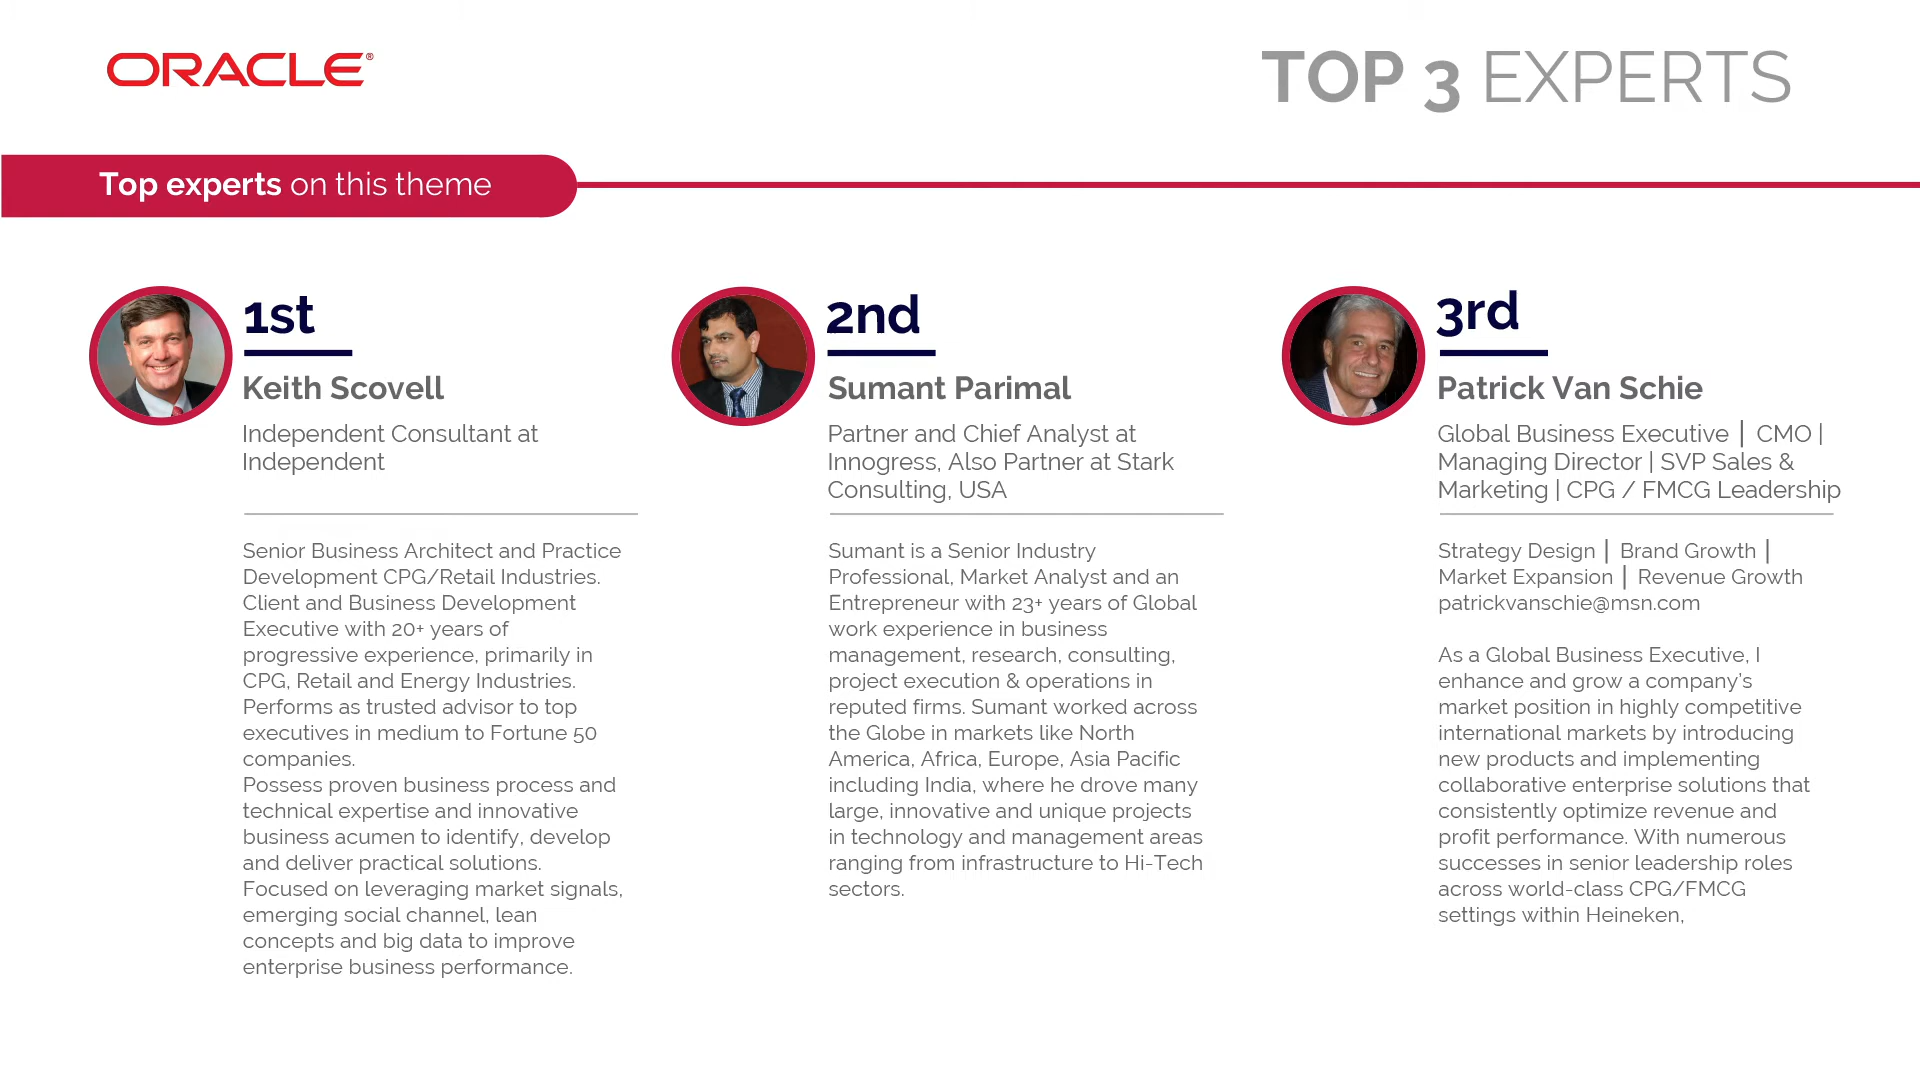 ORACLE®
TOP 3 EXPERTS
Top experts on this theme
1st
Keith Scovell
Independent Consultant at
Independent
Senior Business Architect and Practice
Development CPG/Retail Industries.
Client and Business Development
Executive with 20+ years of
progressive experience, primarily in
CPG, Retail and Energy Industries.
Performs as trusted advisor to top
executives in medium to Fortune 50
companies.
Possess proven business process and
technical expertise and innovative
business acumen to identify, develop
and deliver practical solutions.
Focused on leveraging market signals,
emerging social channel, lean
concepts and big data to improve
enterprise business performance.
2nd
Sumant Parimal
Partner and Chief Analyst at
Innogress, Also Partner at Stark
Consulting, USA
Sumant is a Senior Industry
Professional, Market Analyst and an
Entrepreneur with 23+ years of Global
work experience in business
management, research, consulting,
project execution & operations in
reputed firms. Sumant worked across
the Globe in markets like North
America, Africa, Europe, Asia Pacific
including India, where he drove many
large, innovative and unique projects
in technology and management areas
ranging from infrastructure to Hi-Tech
sectors.
3rd
Patrick Van Schie
Global Business Executive │ CMO |
Managing Director | SVP Sales &
Marketing | CPG / FMCG Leadership
Strategy Design │ Brand Growth │
Market Expansion │ Revenue Growth
patrickvanschie@msn.com
As a Global Business Executive, I
enhance and grow a company’s
market position in highly competitive
international markets by introducing
new products and implementing
collaborative enterprise solutions that
consistently optimize revenue and
profit performance. With numerous
successes in senior leadership roles
across world-class CPG/FMCG
settings within Heineken,